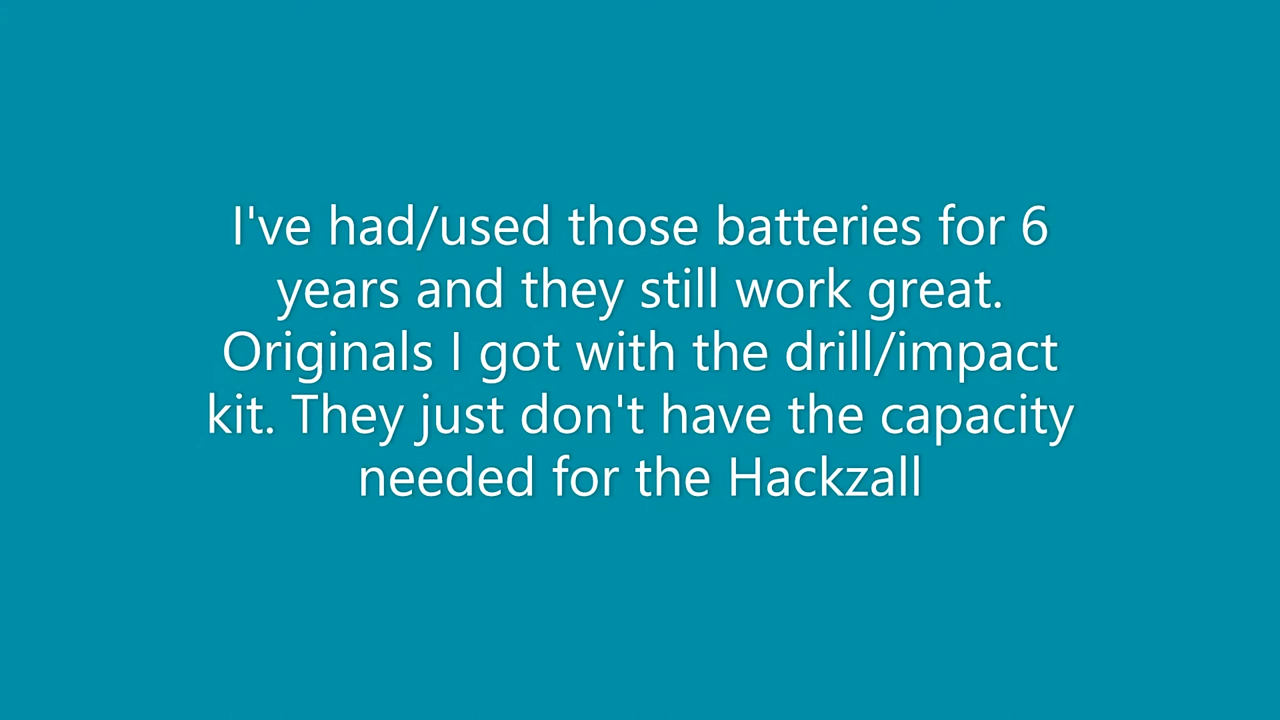 I've had/used those batteries for 6
years and they still work great.
Originals I got with the drill/impact
kit. They just don't have the capacity
needed for the Hackzall